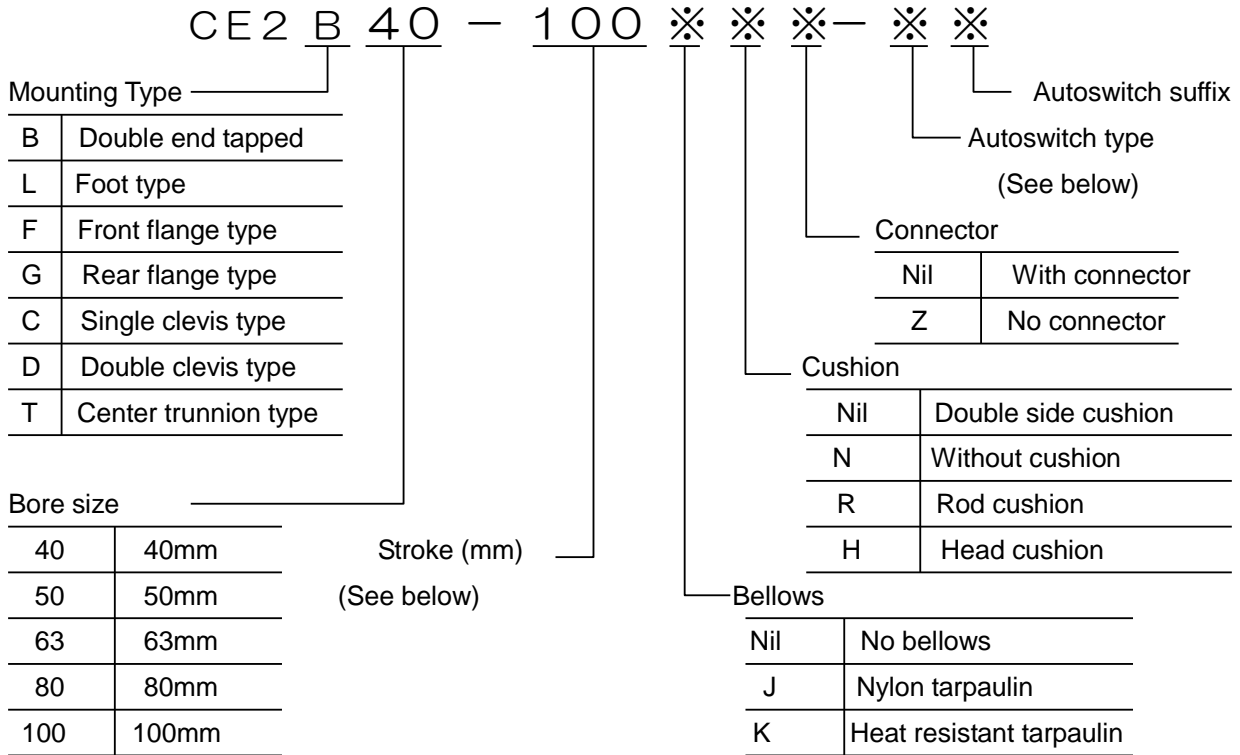 CE2 B 40 - 100 ※ ※ ※- ※ ※
Mounting Type
B Double end tapped
L Foot type
F Front flange type
G Rear flange type
C Single clevis type
D Double clevis type
T Center trunnion type
Bore size
40 40mm
50 50mm
63 63mm
80 80mm
100 100mm
Stroke (mm)
(See below)
Autoswitch suffix
Autoswitch type
(See below)
Connector
Nil With connector
Z No connector
Cushion
Nil Double side cushion
N Without cushion
R Rod cushion
H Head cushion
Bellows
Nil No bellows
J Nylon tarpaulin
K Heat resistant tarpaulin